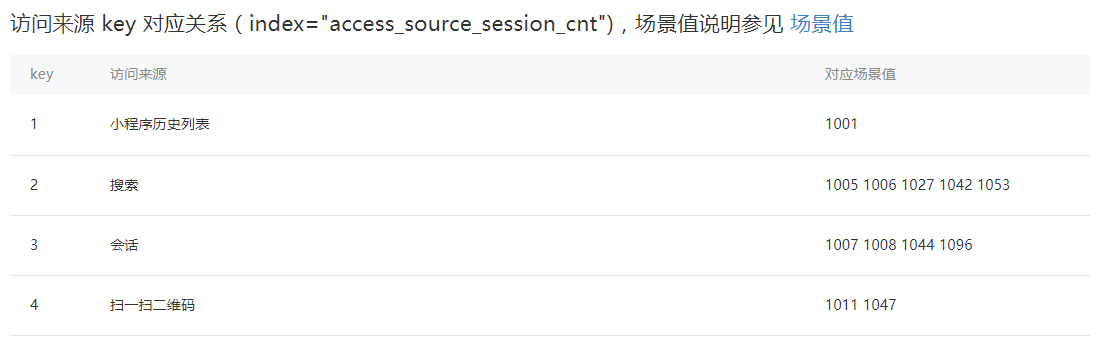 访问来源 key 对应关系（index="access_source_session_cnt")，场景值说明参见 场景值
key 访问来源 对应场景值
1 小程序历史列表 1001
2 搜索 1005 1006 1027 1042 1053
3 会话 1007 1008 1044 1096
4 扫一扫二维码 1011 1047